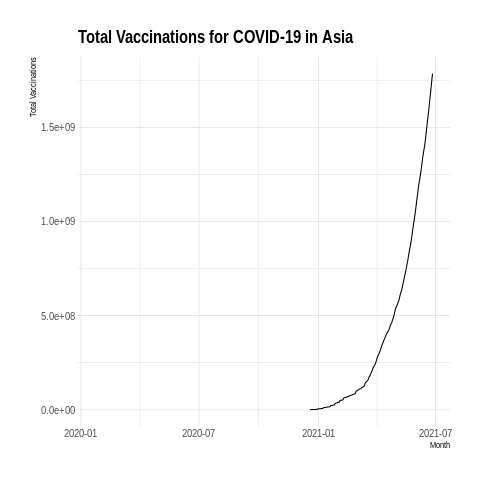 Total Vaccinations for COVID-19 in Asia
Total Vaccinations
1.5e+09
1.0e+09
5.0e+08
0.0e+00
2020-01 2020-07 2021-01 2021-07
Month